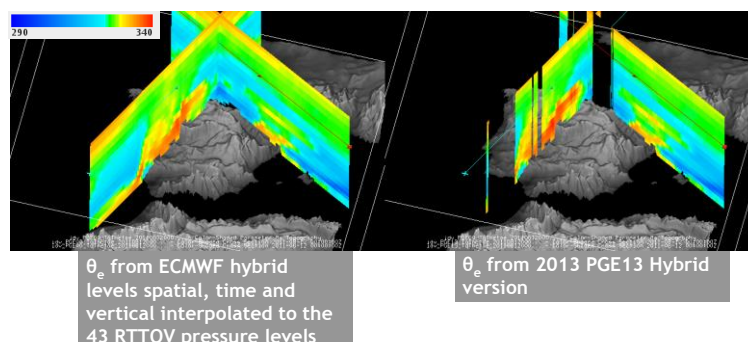 290
340
θe from ECMWF hybrid
levels spatial, time and
vertical interpolated to the
43 RTTOV pressure levels
θe from 2013 PGE13 Hybrid
version